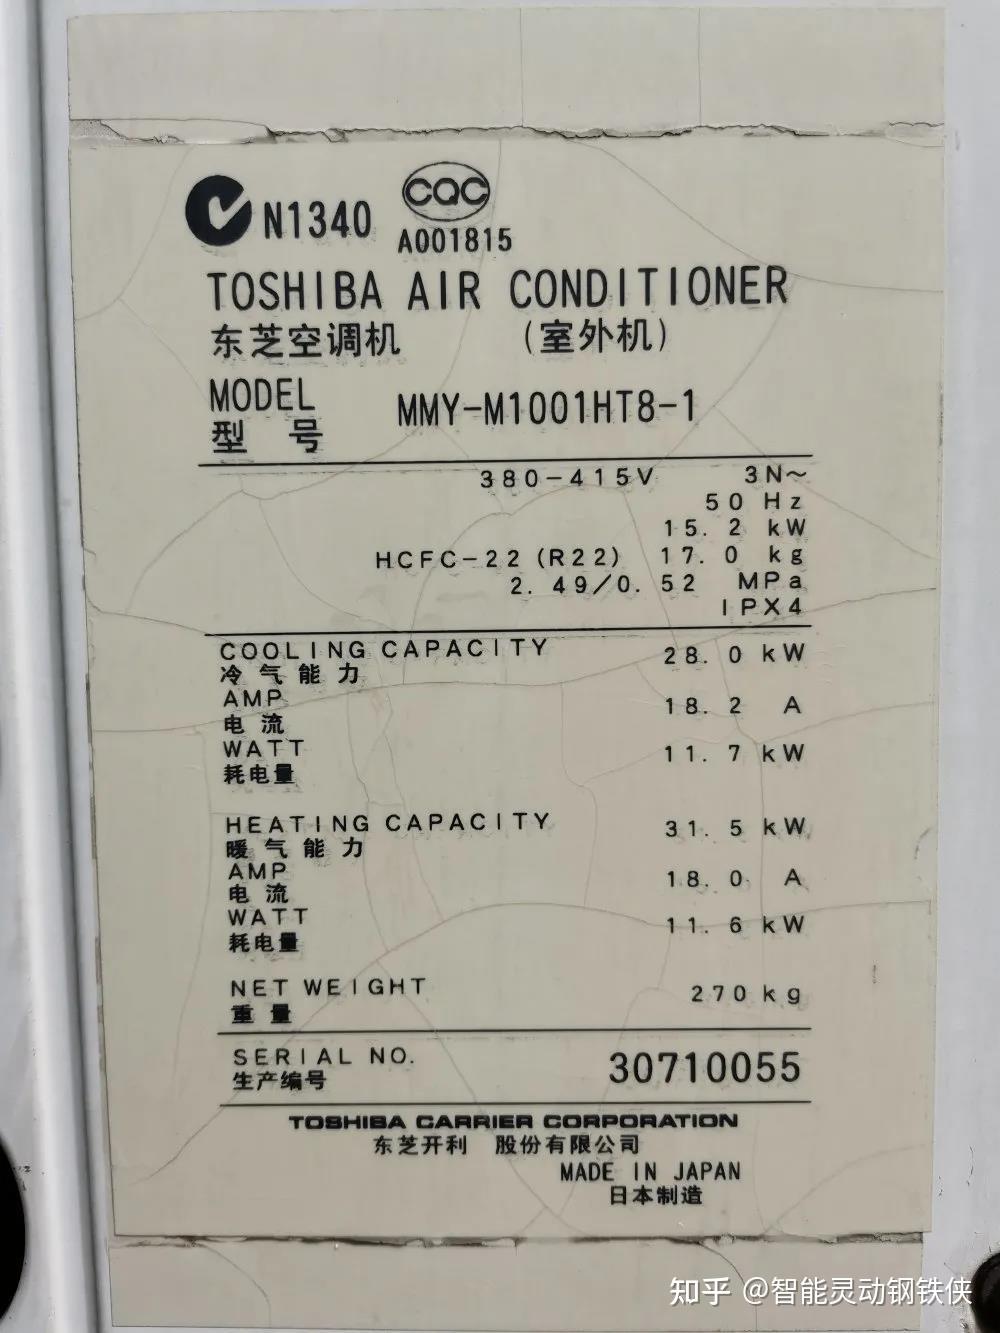 N1340 CQC
A001815
TOSHIBA AIR CONDITIONER
东芝空调机 (室外机)
MODEL MMY-M1001HT8-1
型 号
380-415V 3N~
50 Hz
15.2 kW
HCFC-22 (R22) 17.0 kg
2.49/0.52 MPa
IPX4
COOLING CAPACITY 28.0 kW
冷气能力
AMP 18.2 A
电 流
WATT 11.7 kW
耗电量
HEATING CAPACITY 31.5 kW
暖气能力
AMP 18.0 A
电 流
WATT 11.6 kW
耗电量
NET WEIGHT 270 kg
重 量
SERIAL NO. 30710055
生产编号
TOSHIBA CARRIER CORPORATION
东芝开利 股份有限公司
MADE IN JAPAN
日本制造
知乎 @智能灵动钢铁侠